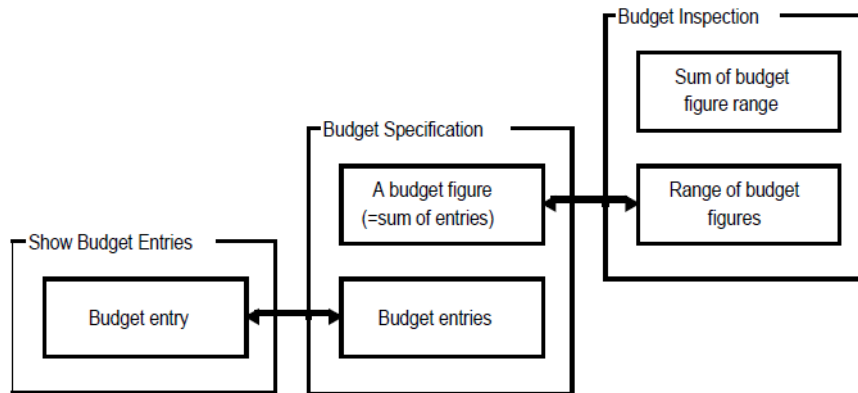 Budget Inspection
Sum of budget
figure range
Budget Specification
A budget figure
(=sum of entries)
Range of budget
figures
Show Budget Entries
Budget entry
Budget entries